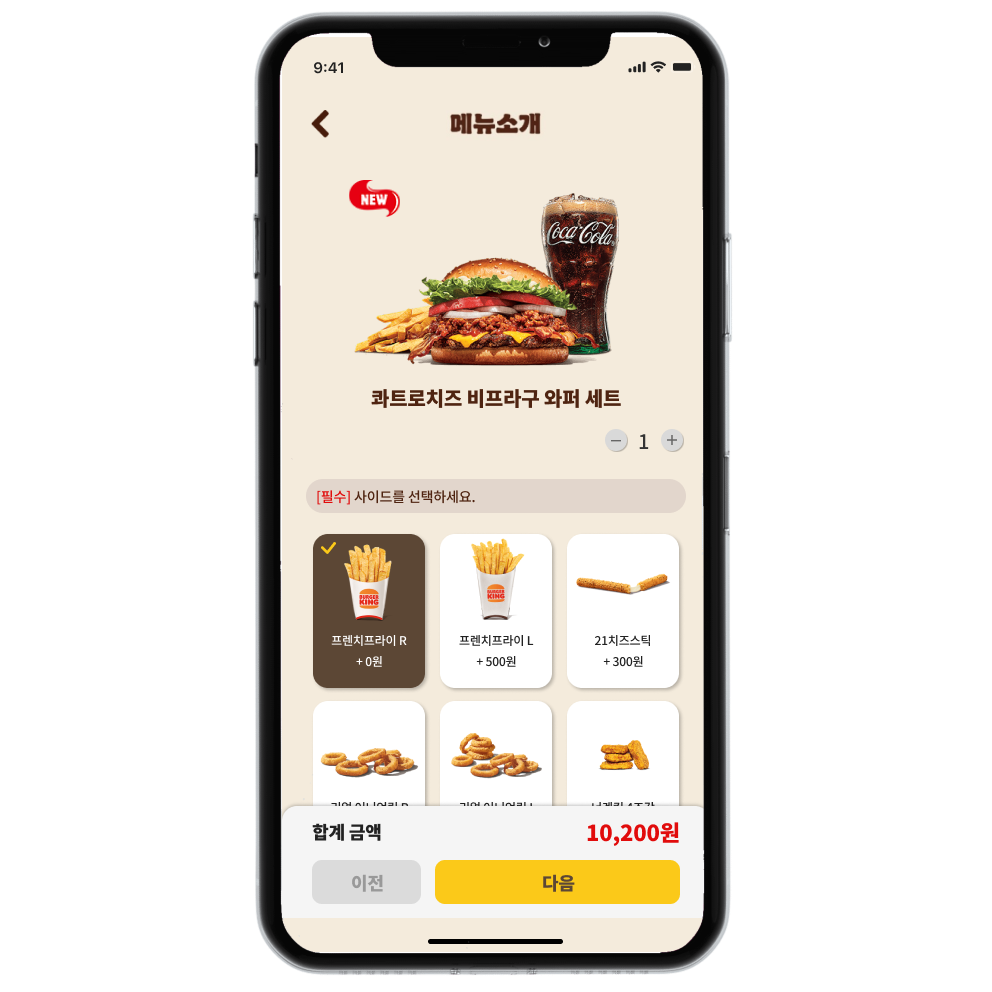 9:41
메뉴소개
NEW
Coca-Cola
콰트로치즈 비프라구 와퍼 세트
1
[필수] 사이드를 선택하세요.
BURGER
KING
BURGER
KING
프렌치프라이 R
프렌치프라이 L
21치즈스틱
+ 0원
+ 500원
+ 300원
합계 금액
10,200원
이전
다음